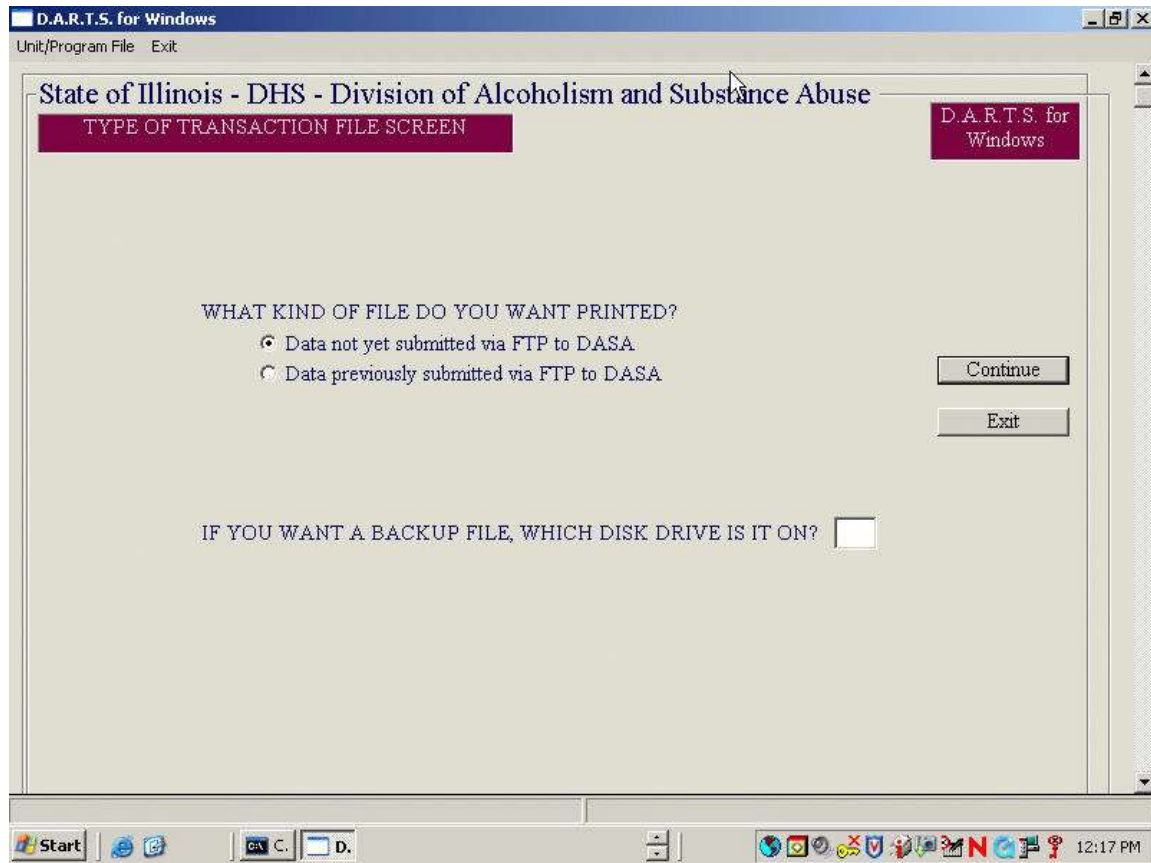 D.A.R.T.S. for Windows
Unit/Program File Exit
State of Illinois - DHS - Division of Alcoholism and Substance Abuse
TYPE OF TRANSACTION FILE SCREEN
D.A.R.T.S. for
Windows
WHAT KIND OF FILE DO YOU WANT PRINTED?
Data not yet submitted via FTP to DASA
Data previously submitted via FTP to DASA
Continue
Exit
IF YOU WANT A BACKUP FILE, WHICH DISK DRIVE IS IT ON?
Start C. D. N 12:17 PM